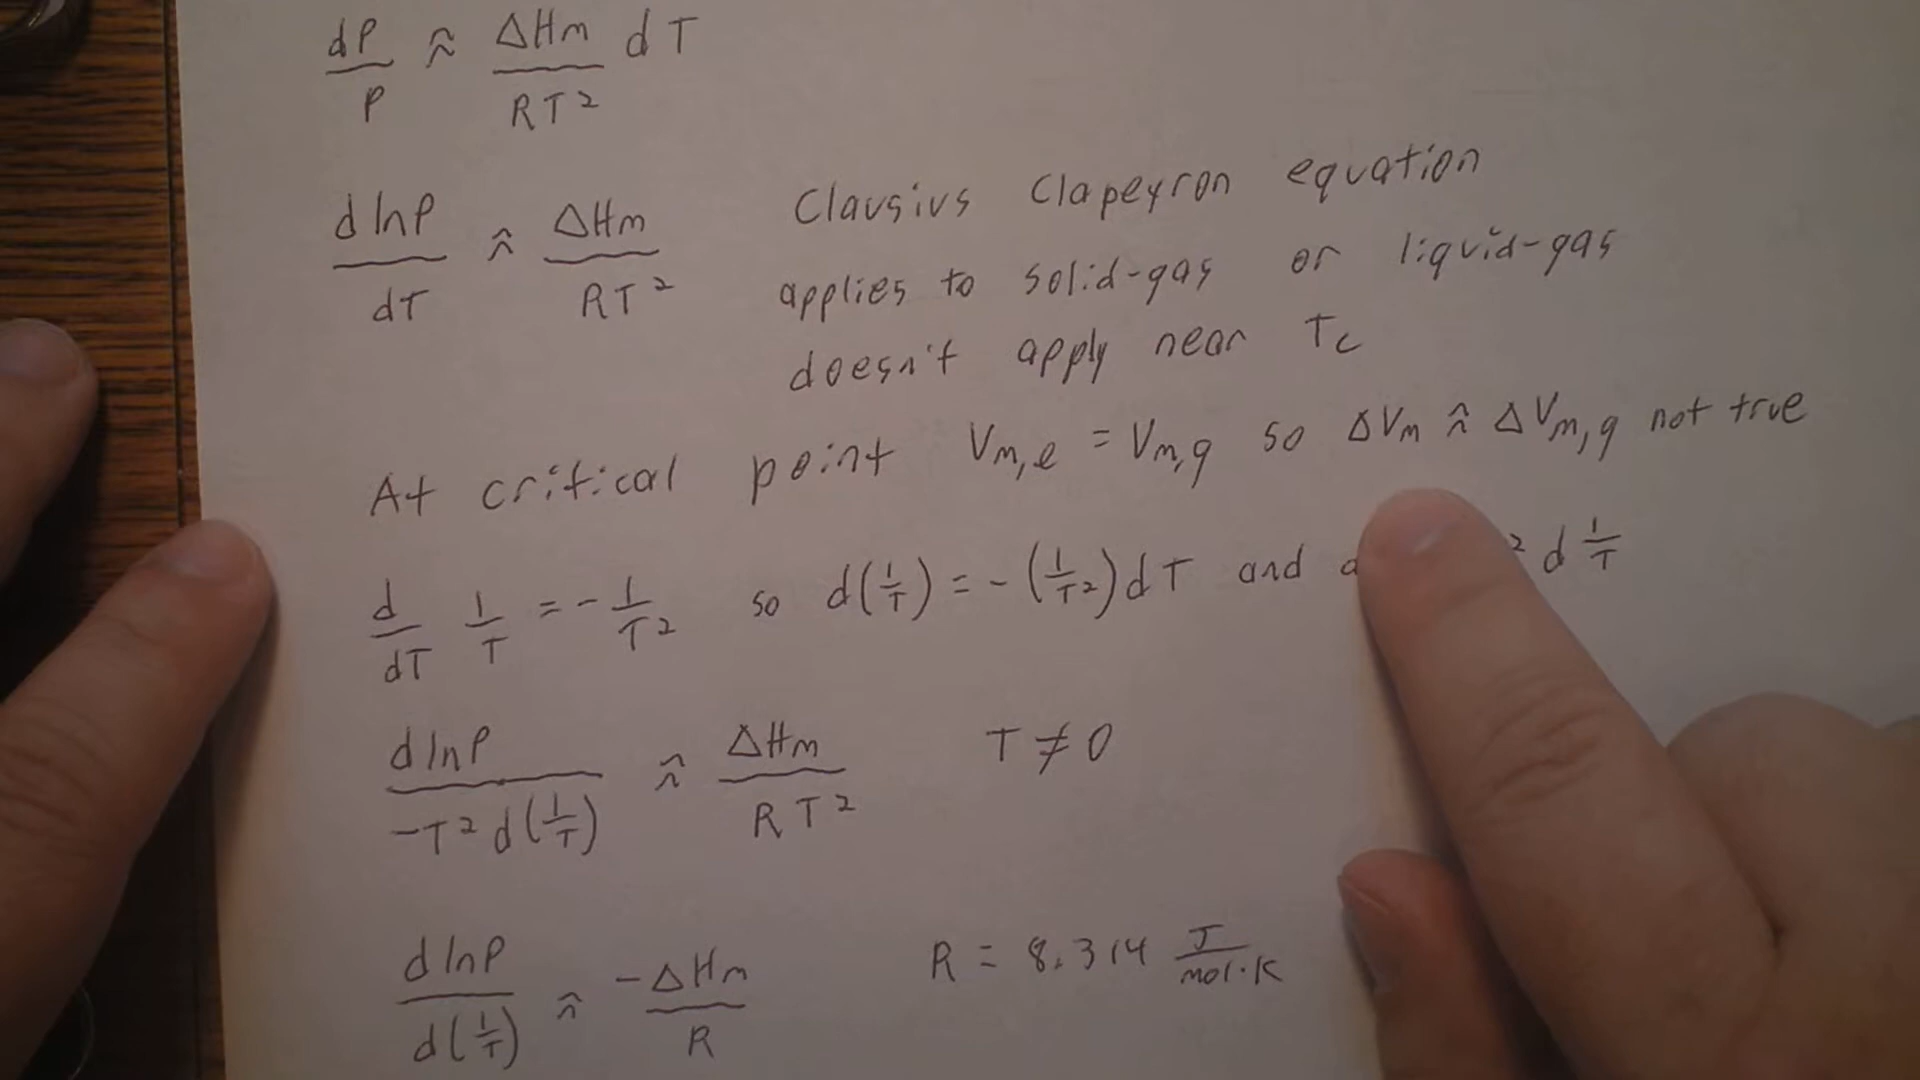 dP/P ≈ ΔHm/RT² dT
d lnP/dT ≈ ΔHm/RT² Clausius Clapeyron equation
applies to solid-gas or liquid-gas
doesn't apply near Tc
At critical point Vm,l = Vm,g so ΔVm ≈ ΔVm,g not true
d/dT 1/T = -1/T² so d(1/T) = -(1/T²)dT and ² d 1/T
d lnP/-T² d(1/T) ≈ ΔHm/RT² T ≠ 0
d lnP/d(1/T) ≈ -ΔHm/R R = 8.314 J/mol·K